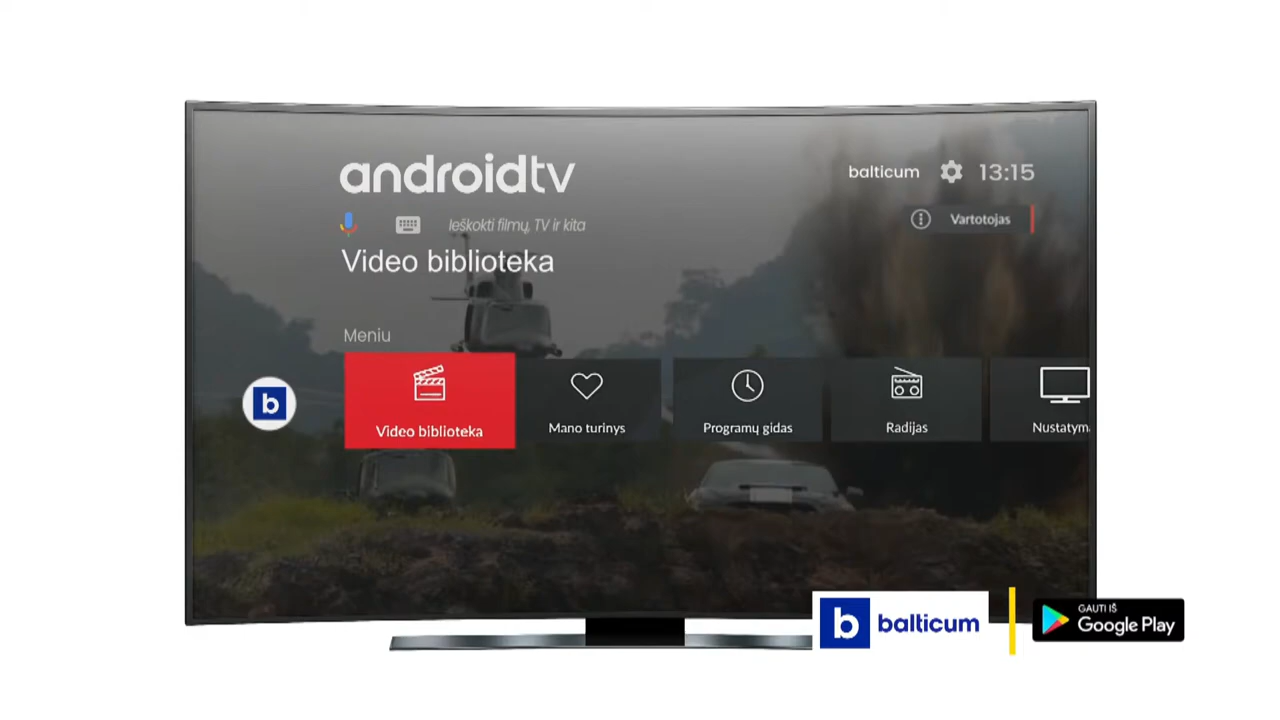 androidtv
balticum 13:15
Ieškokti filmų, TV ir kita
Vartotojas
Video biblioteka
Meniu
b
Video biblioteka
Mano turinys
Programų gidas
Radijas
Nustatym
b balticum
GAUTI IŠ
Google Play